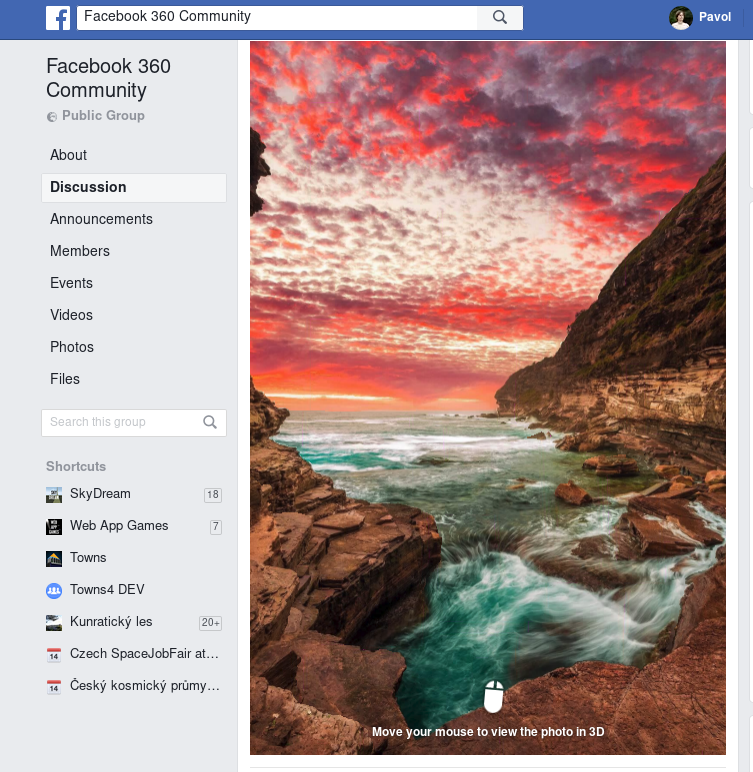 Facebook 360 Community
Pavol
Facebook 360
Community
Public Group
About
Discussion
Announcements
Members
Events
Videos
Photos
Files
Search this group
Shortcuts
SkyDream 18
Web App Games 7
Towns
Towns4 DEV
Kunratický les 20+
14 Czech SpaceJobFair at…
14 Český kosmický průmy…
Move your mouse to view the photo in 3D